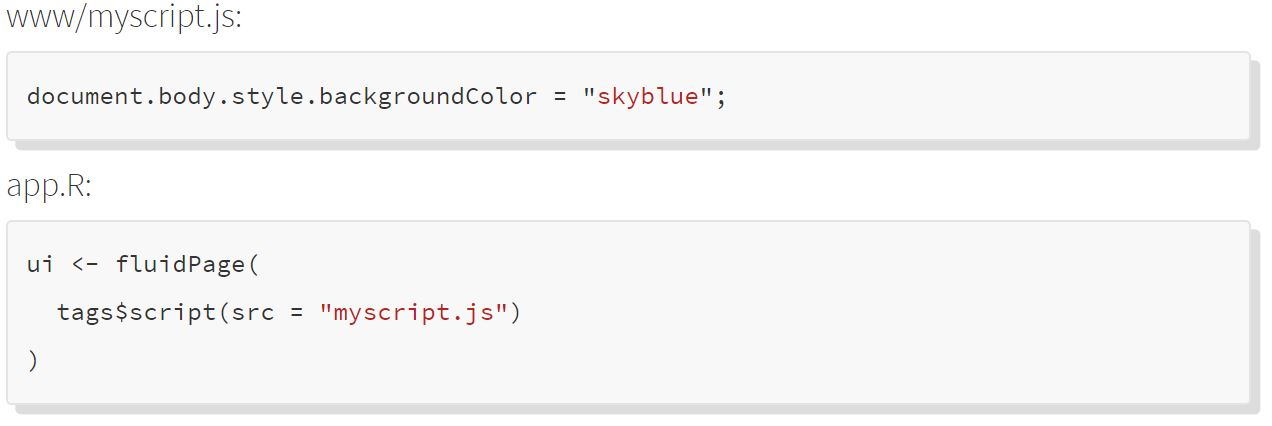 www/myscript.js:
document.body.style.backgroundColor = "skyblue";
app.R:
ui <- fluidPage(
  tags$script(src = "myscript.js")
)